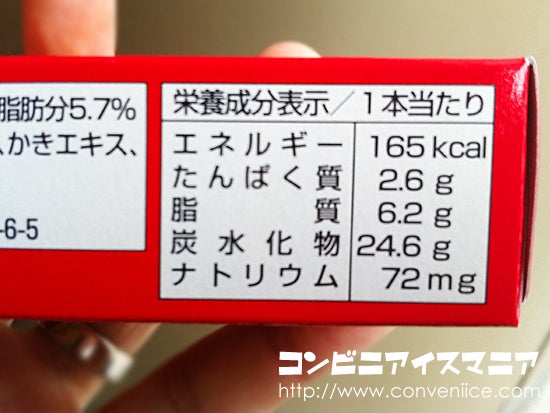 脂肪分5.7%
、かきエキス、
-6-5
栄養成分表示／1本当たり
エネルギー 165kcal
たんぱく質 2.6g
脂質 6.2g
炭水化物 24.6g
ナトリウム 72mg
コンビニアイスマニア
http://www.conveniice.com/